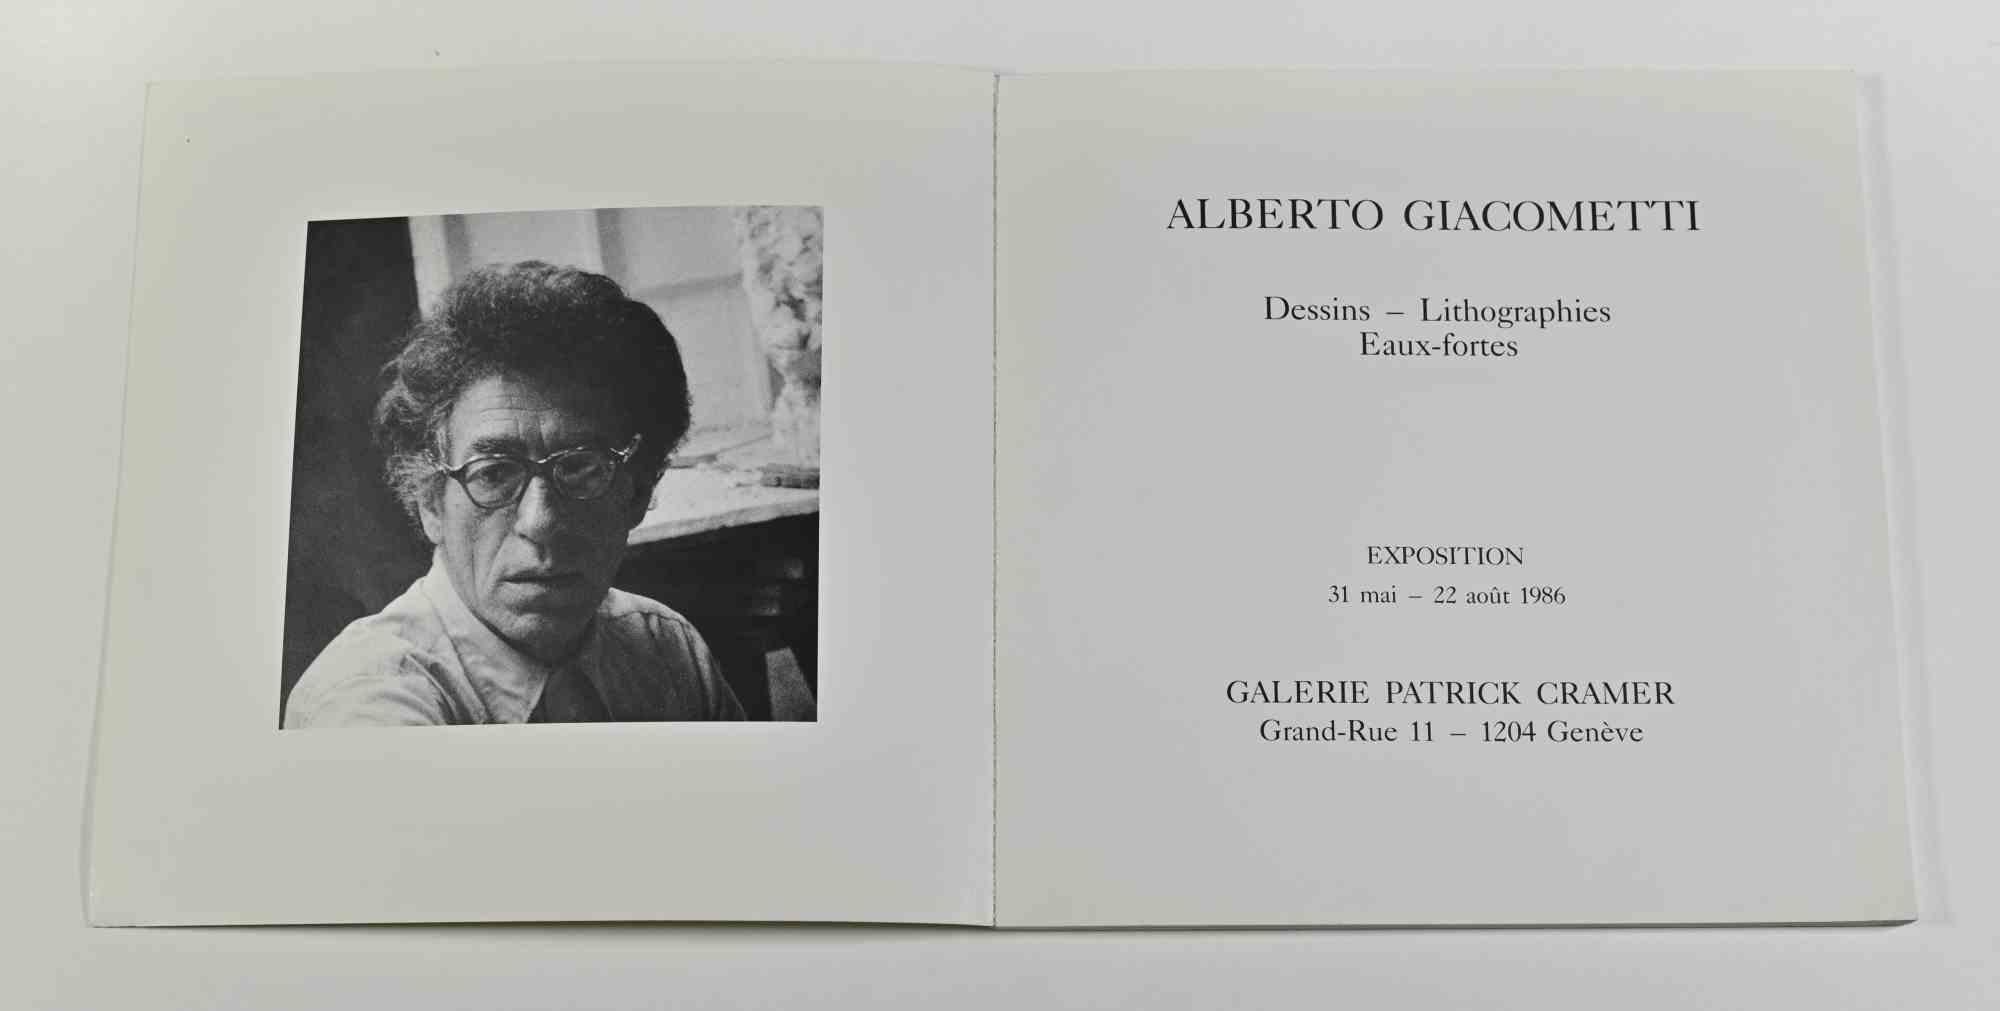 ALBERTO GIACOMETTI
Dessins – Lithographies
Eaux-fortes
EXPOSITION
31 mai – 22 août 1986
GALERIE PATRICK CRAMER
Grand-Rue 11 – 1204 Genève